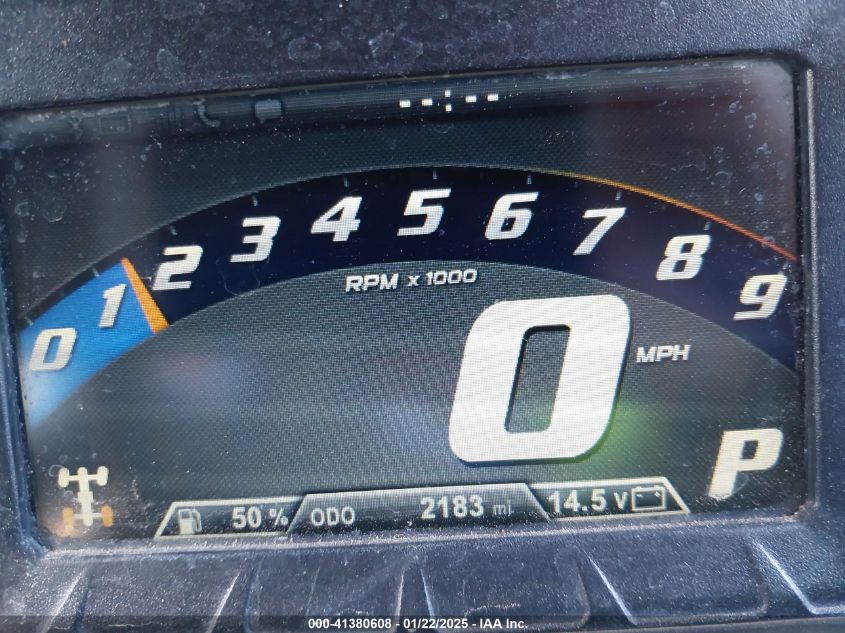 --:--
0 1 2 3 4 5 6 7 8 9
RPM x 1000
0 MPH
P
50 % ODO 2183 mi 14.5 V
000-41380608 - 01/22/2025 - IAA Inc.